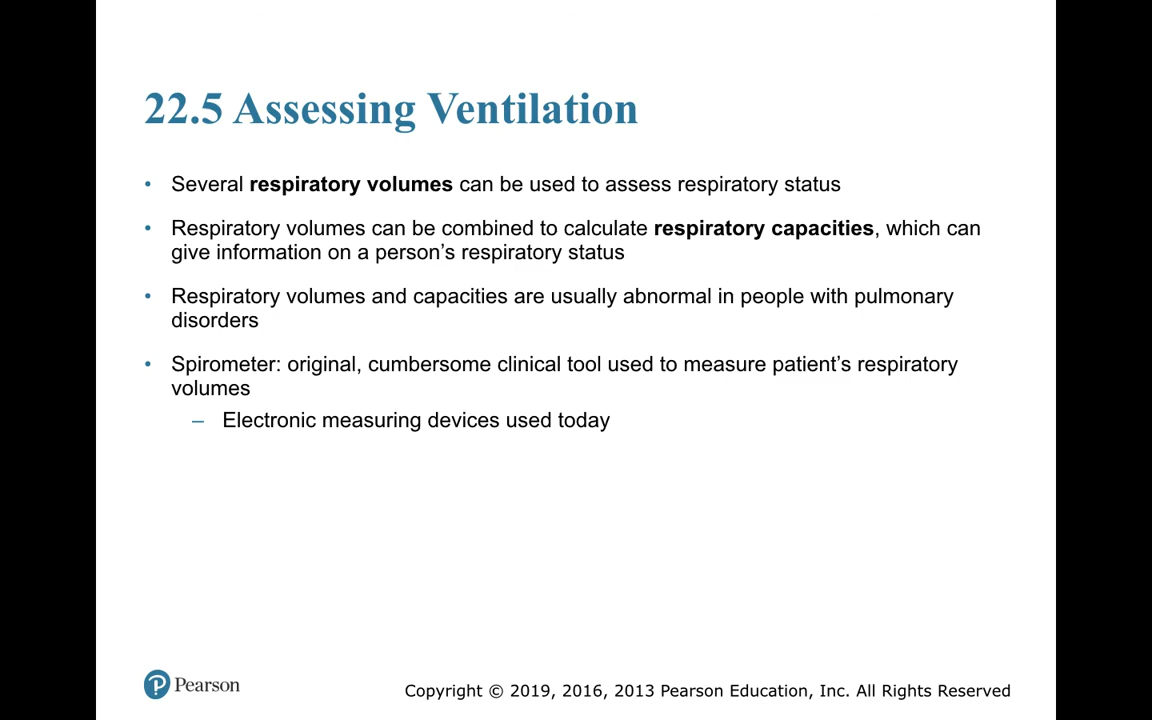 22.5 Assessing Ventilation
• Several respiratory volumes can be used to assess respiratory status
• Respiratory volumes can be combined to calculate respiratory capacities, which can
give information on a person’s respiratory status
• Respiratory volumes and capacities are usually abnormal in people with pulmonary
disorders
• Spirometer: original, cumbersome clinical tool used to measure patient’s respiratory
volumes
– Electronic measuring devices used today
P Pearson
Copyright © 2019, 2016, 2013 Pearson Education, Inc. All Rights Reserved